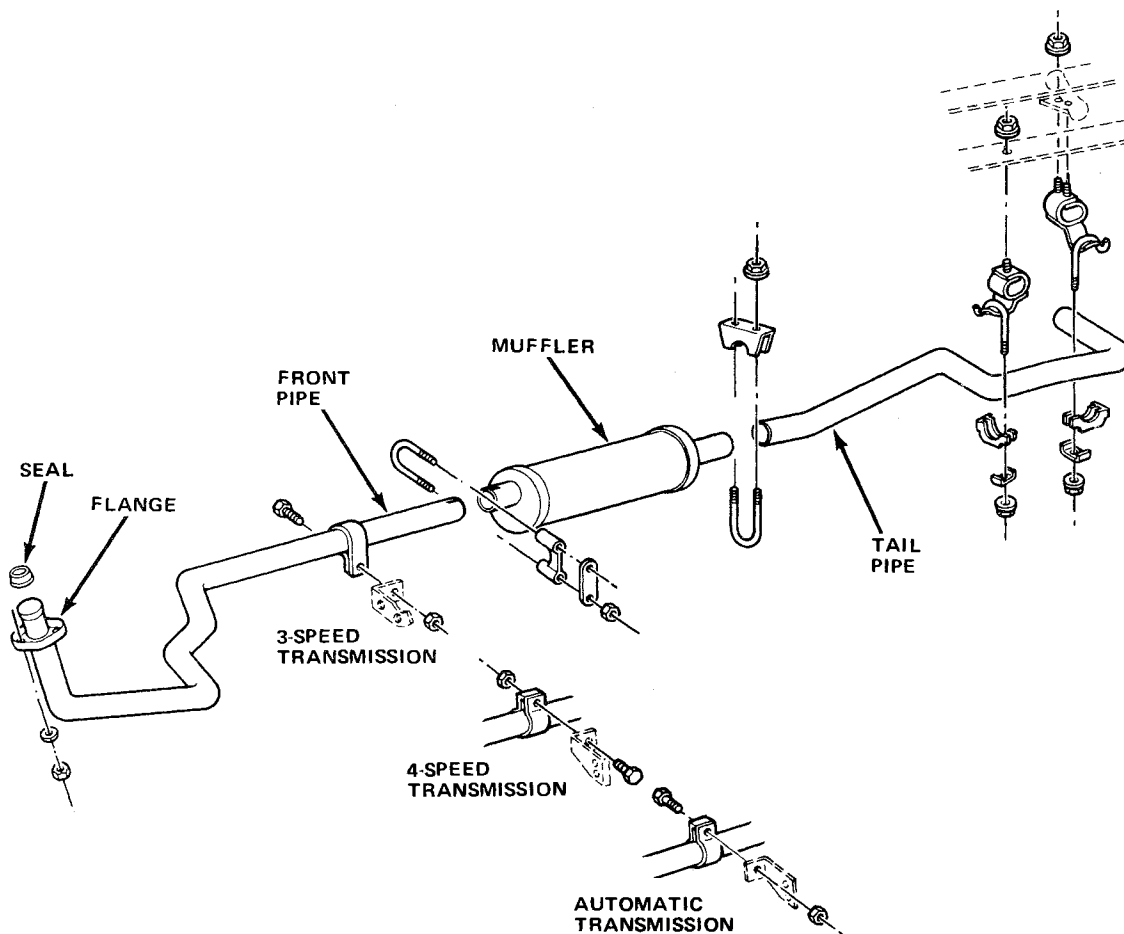 MUFFLER
FRONT
PIPE
SEAL
FLANGE
TAIL
PIPE
3-SPEED
TRANSMISSION
4-SPEED
TRANSMISSION
AUTOMATIC
TRANSMISSION